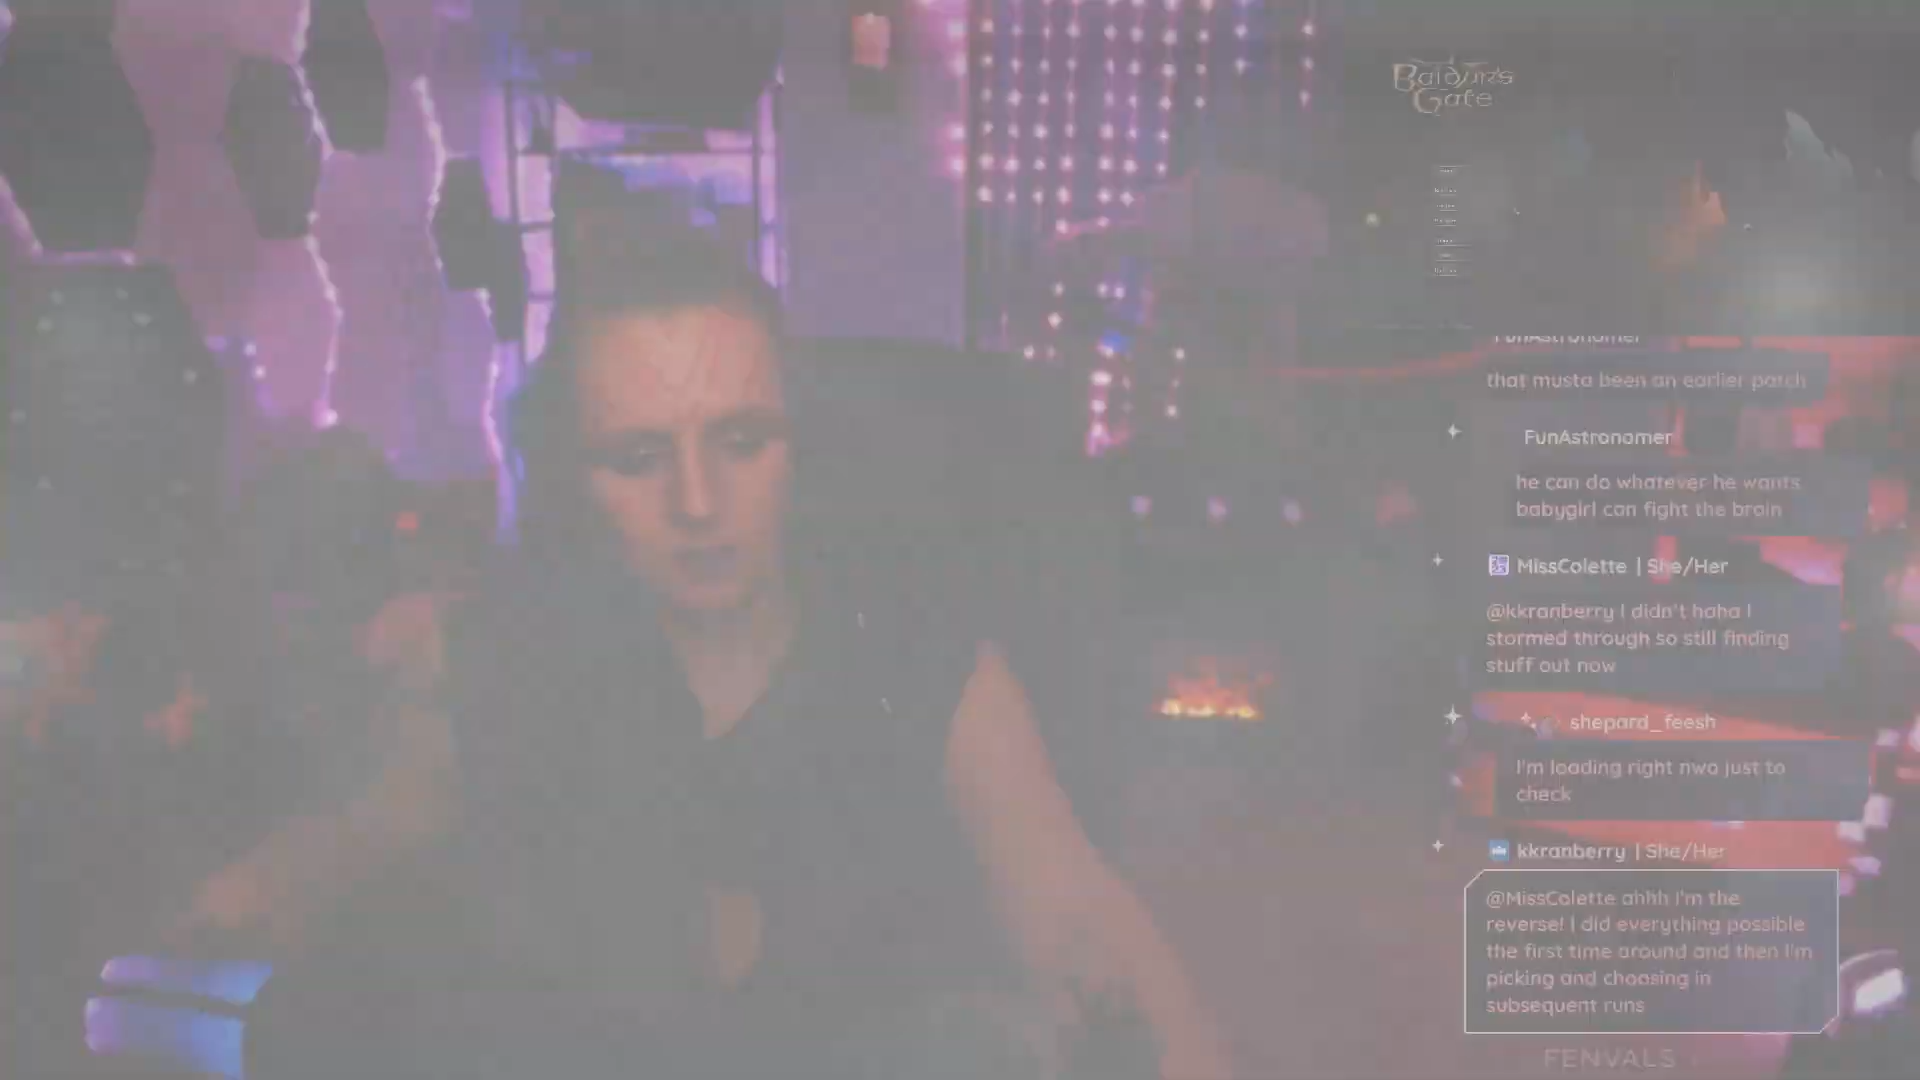 Baldur's
Gate
FunAstronomer
that musta been an earlier patch
FunAstronomer
he can do whatever he wants
babygirl can fight the brain
MissColette | She/Her
@kkranberry I didn't haha I
stormed through so still finding
stuff out now
shepard_feesh
I'm loading right nwo just to
check
kkranberry | She/Her
@MissColette ahhh I'm the
reverse! I did everything possible
the first time around and then I'm
picking and choosing in
subsequent runs
FENVALS